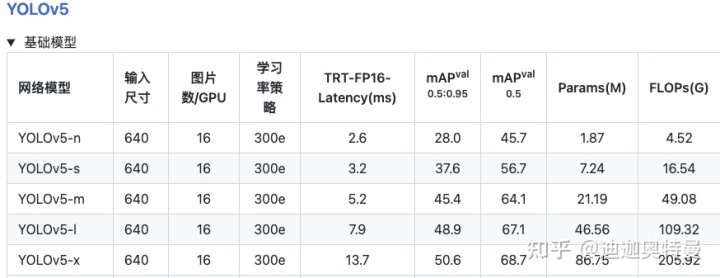 YOLOv5
▼ 基础模型
网络模型 输入尺寸 图片数/GPU 学习率策略 TRT-FP16-Latency(ms) mAPval 0.5:0.95 mAPval 0.5 Params(M) FLOPs(G)
YOLOv5-n 640 16 300e 2.6 28.0 45.7 1.87 4.52
YOLOv5-s 640 16 300e 3.2 37.6 56.7 7.24 16.54
YOLOv5-m 640 16 300e 5.2 45.4 64.1 21.19 49.08
YOLOv5-l 640 16 300e 7.9 48.9 67.1 46.56 109.32
YOLOv5-x 640 16 300e 13.7 50.6 68.7 86.75 205.92
知乎 @迪迦奥特曼